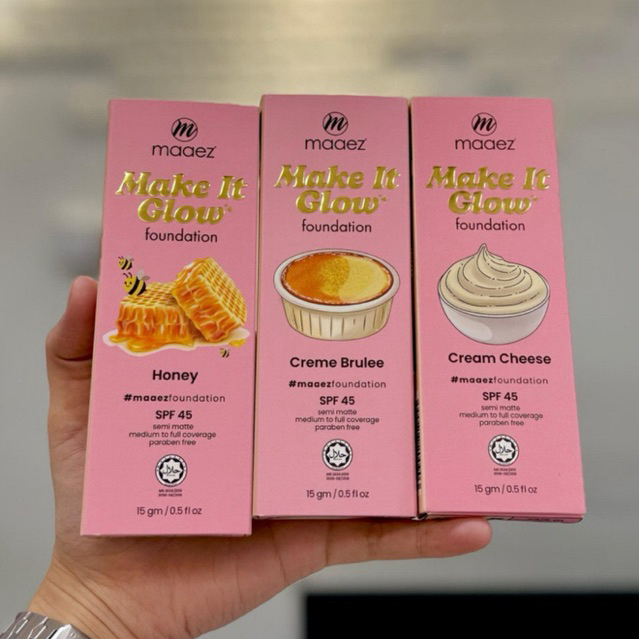 maaez
Make It
Glow
foundation
Honey
#maaezfoundation
SPF 45
semi matte
medium to full coverage
paraben free
حلال
15 gm / 0.5 fl oz
maaez
Make It
Glow
foundation
Creme Brulee
#maaezfoundation
SPF 45
semi matte
medium to full coverage
paraben free
حلال
15 gm / 0.5 fl oz
maaez
Make It
Glow
foundation
Cream Cheese
#maaezfoundation
SPF 45
semi matte
medium to full coverage
paraben free
حلال
15 gm / 0.5 fl oz